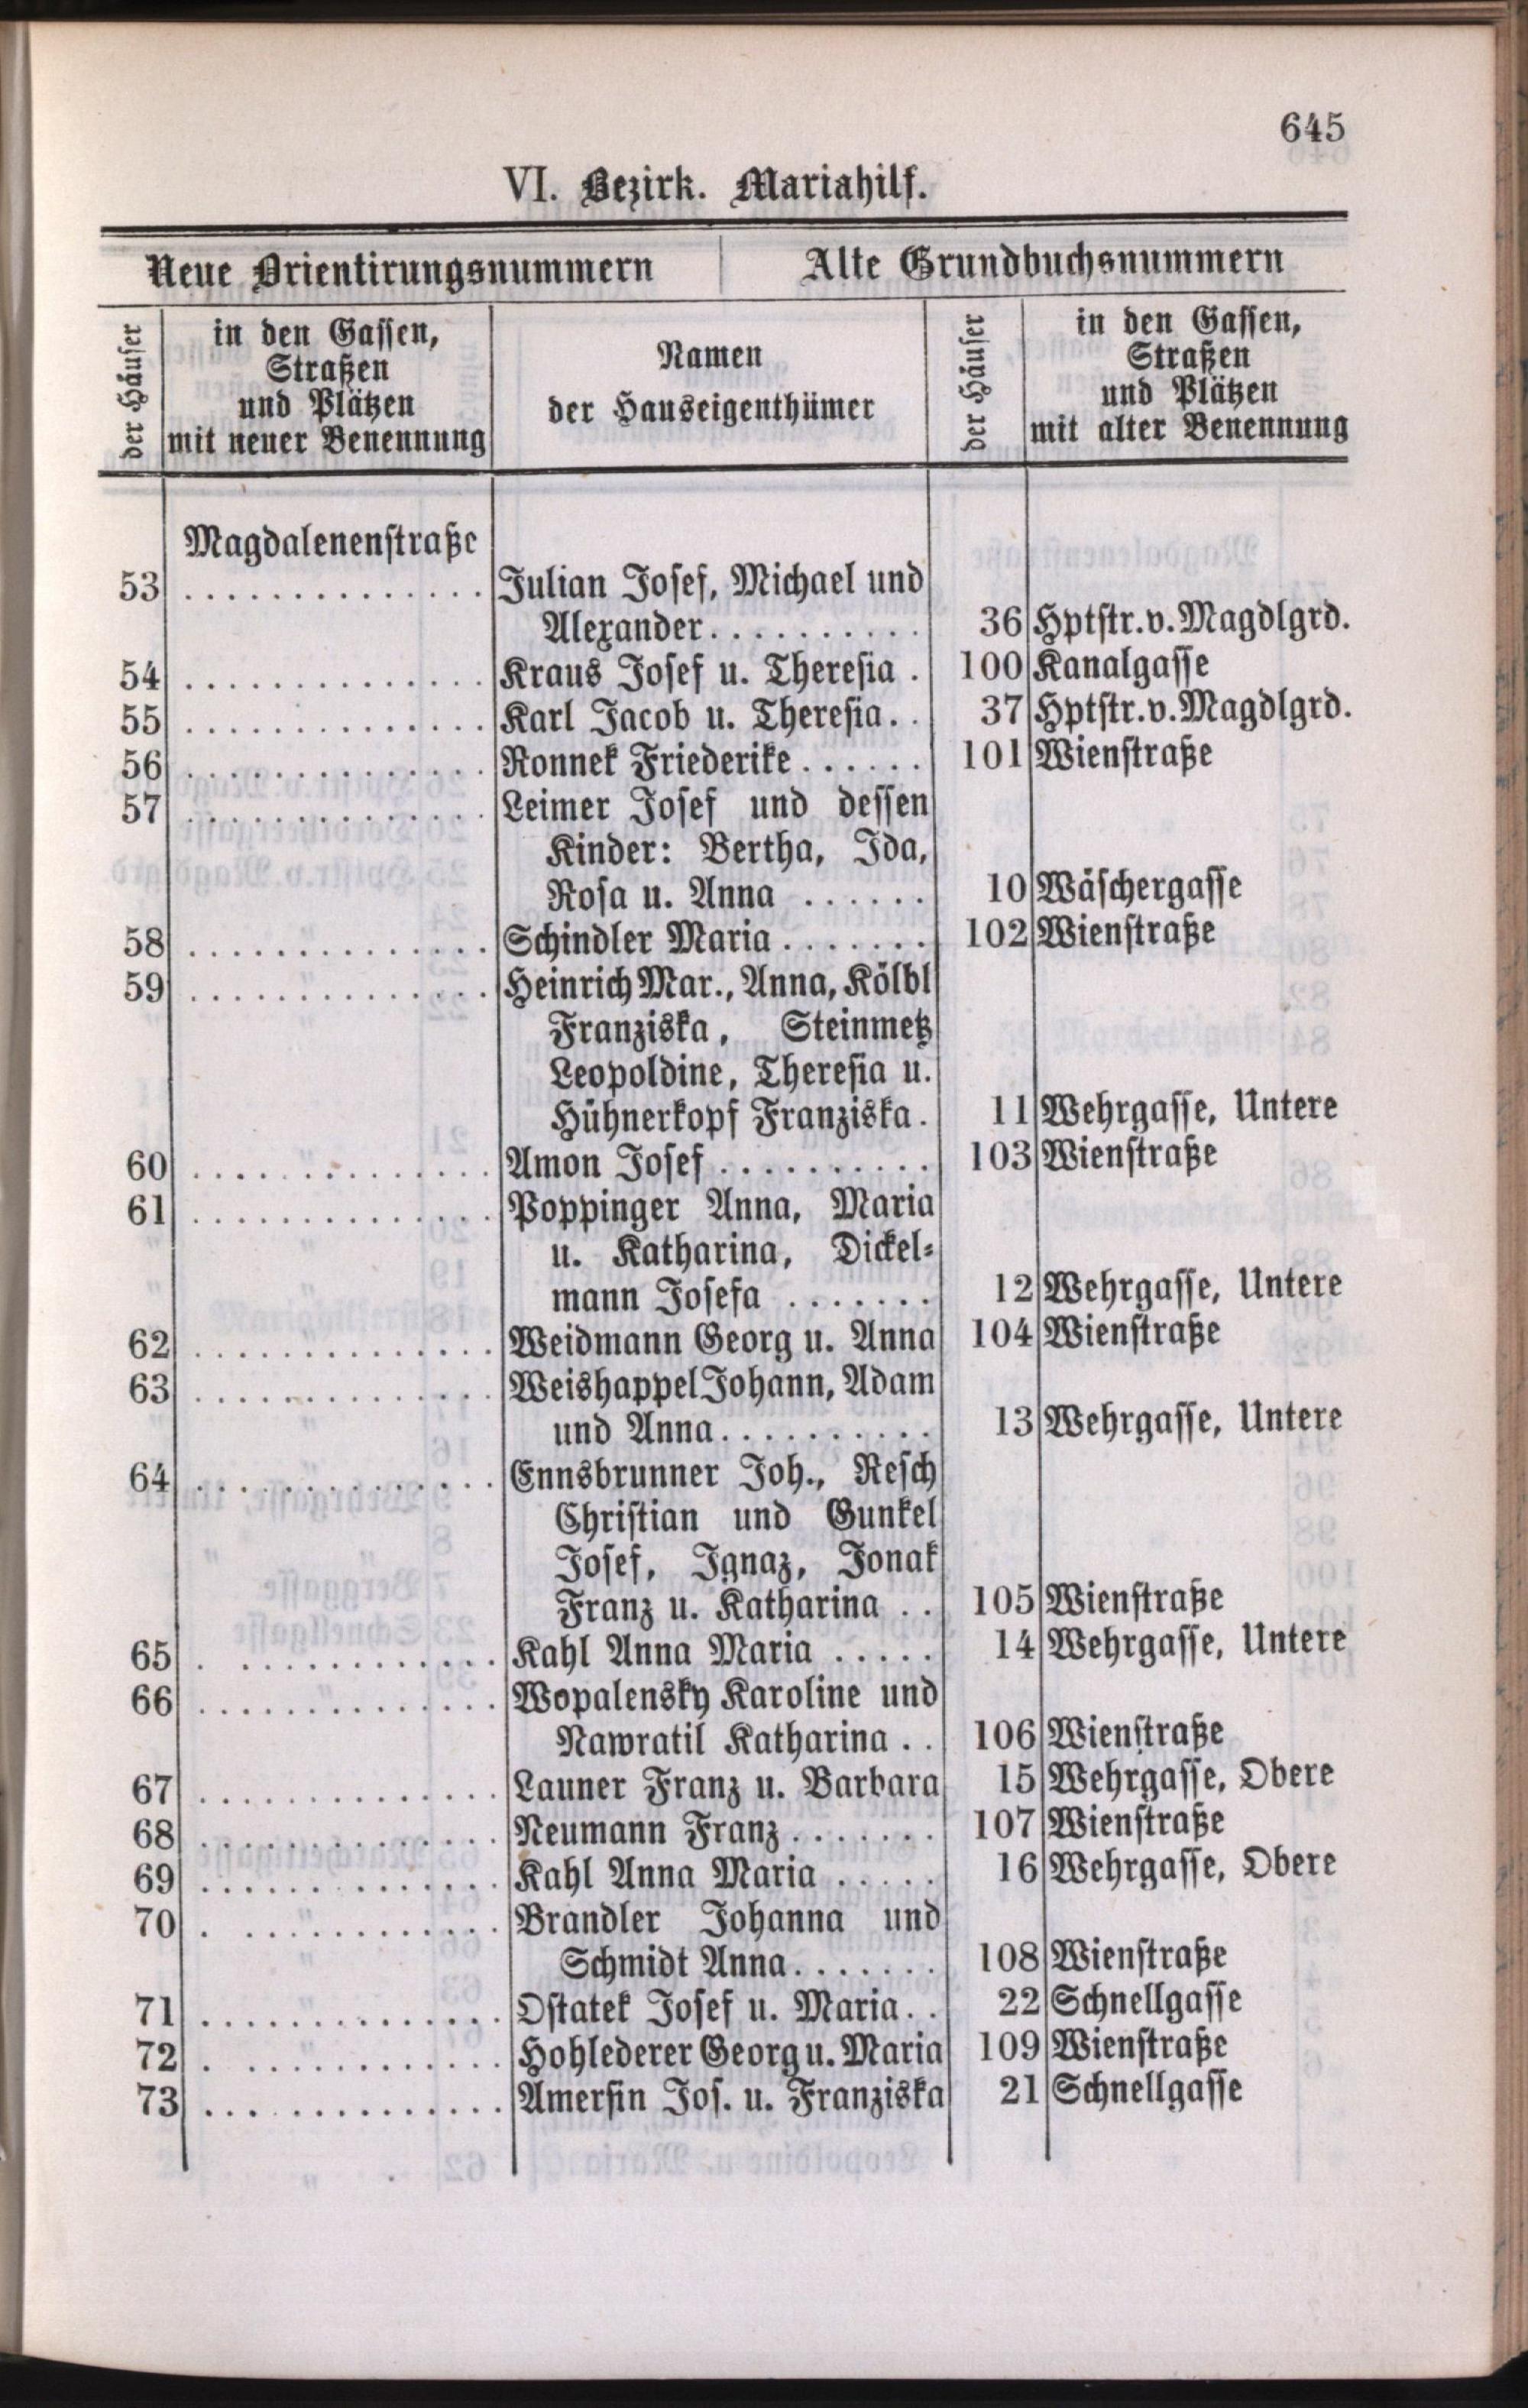 645
VI. Bezirk. Mariahilf.
Neue Orientirungsnummern Alte Grundbuchsnummern
der Häuser
in den Gassen,
Straßen
und Plätzen
mit neuer Benennung
Namen
der Hauseigenthümer
der Häuser
in den Gassen,
Straßen
und Plätzen
mit alter Benennung
Magdalenenstraße
53 . . . . . . . . . . . . . . Julian Josef, Michael und
Alexander . . . . . . . . . . 36 Hptstr. v. Magdlgrd.
54 . . . . . . . . . . . . . . Kraus Josef u. Theresia . 100 Kanalgasse
55 . . . . . . . . . . . . . . Karl Jacob u. Theresia . . 37 Hptstr. v. Magdlgrd.
56 . . . . . . . . . . . . . . Ronnek Friederike . . . . . . 101 Wienstraße
57 . . . . . . . . . . . . . . Leimer Josef und dessen
Kinder: Bertha, Ida,
Rosa u. Anna . . . . . . 10 Wäschergasse
58 . . . . . . . . . . . . . . Schindler Maria . . . . . . . 102 Wienstraße
59 . . . . . . . . . . . . . . Heinrich Mar., Anna, Kölbl
Franziska, Steinmetz
Leopoldine, Theresia u.
Hühnerkopf Franziska . 11 Wehrgasse, Untere
60 . . . . . . . . . . . . . . Amon Josef . . . . . . . . . . 103 Wienstraße
61 . . . . . . . . . . . . . . Poppinger Anna, Maria
u. Katharina, Dickel-
mann Josefa . . . . . . . 12 Wehrgasse, Untere
62 . . . . . . . . . . . . . . Weidmann Georg u. Anna 104 Wienstraße
63 . . . . . . . . . . . . . . Weishappel Johann, Adam
und Anna . . . . . . . . . . 13 Wehrgasse, Untere
64 . . . . . . . . . . . . . . Ennsbrunner Joh., Resch
Christian und Gunkel
Josef, Ignaz, Jonak
Franz u. Katharina . . 105 Wienstraße
65 . . . . . . . . . . . . . Kahl Anna Maria . . . . . 14 Wehrgasse, Untere
66 . . . . . . . . . . . . . . Wopalensky Karoline und
Nawratil Katharina . . 106 Wienstraße
67 . . . . . . . . . . . . . . Launer Franz u. Barbara 15 Wehrgasse, Obere
68 . . . . . . . . . . . . . . Neumann Franz . . . . . . . 107 Wienstraße
69 . . . . . . . . . . . . . . Kahl Anna Maria . . . . . 16 Wehrgasse, Obere
70 . . . . . . . . . . . . . Brandler Johanna und
Schmidt Anna . . . . . . . 108 Wienstraße
71 . . . . . . . . . . . . . . Ostatek Josef u. Maria . . 22 Schnellgasse
72 . . . . . . . . . . . . . Hohlederer Georg u. Maria 109 Wienstraße
73 . . . . . . . . . . . . . . Amersin Jos. u. Franziska 21 Schnellgasse